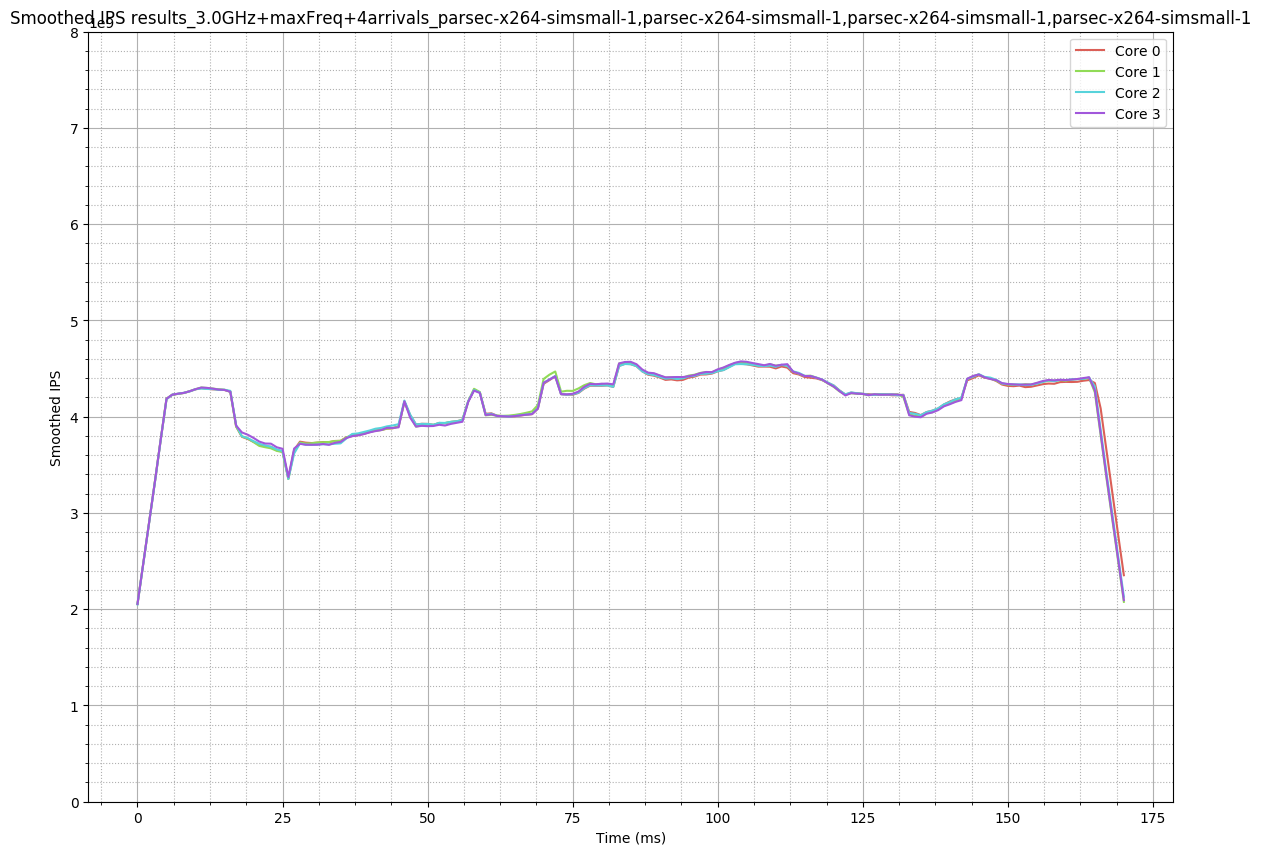 Smoothed IPS results_3.0GHz+maxFreq+4arrivals_parsec-x264-simsmall-1,parsec-x264-simsmall-1,parsec-x264-simsmall-1,parsec-x264-simsmall-1
1e9
8
7
6
5
4
3
2
1
0
Smoothed IPS
Core 0
Core 1
Core 2
Core 3
0 25 50 75 100 125 150 175
Time (ms)